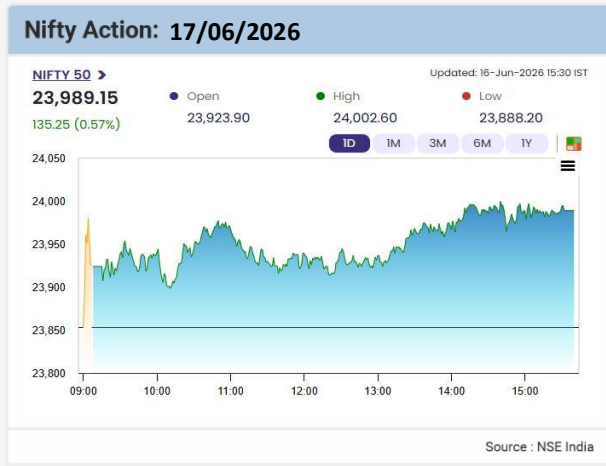 Nifty Action: 17/06/2026
NIFTY 50 >
Updated: 16-Jun-2026 15:30 IST
23,989.15
135.25 (0.57%)
Open
23,923.90
High
24,002.60
Low
23,888.20
1D 1M 3M 6M 1Y
24,050
24,000
23,950
23,900
23,850
23,800
09:00 10:00 11:00 12:00 13:00 14:00 15:00
Source : NSE India